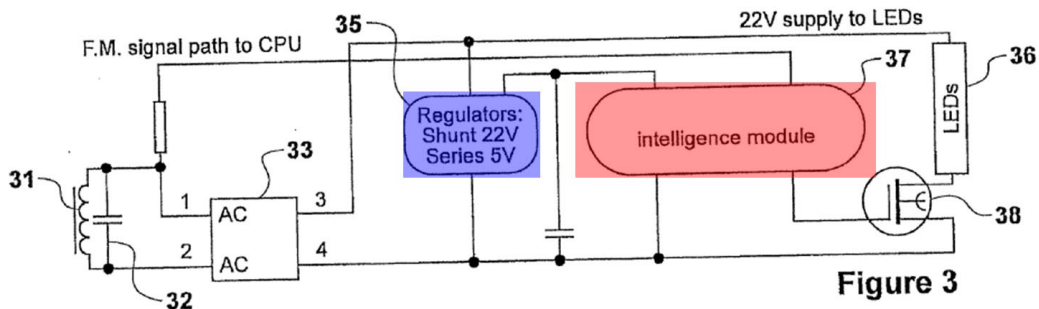 35
22V supply to LEDs
F.M. signal path to CPU
37
36
Regulators:
Shunt 22V
Series 5V
intelligence module
LEDs
31
33
1
AC
3
38
2
AC
4
32
Figure 3